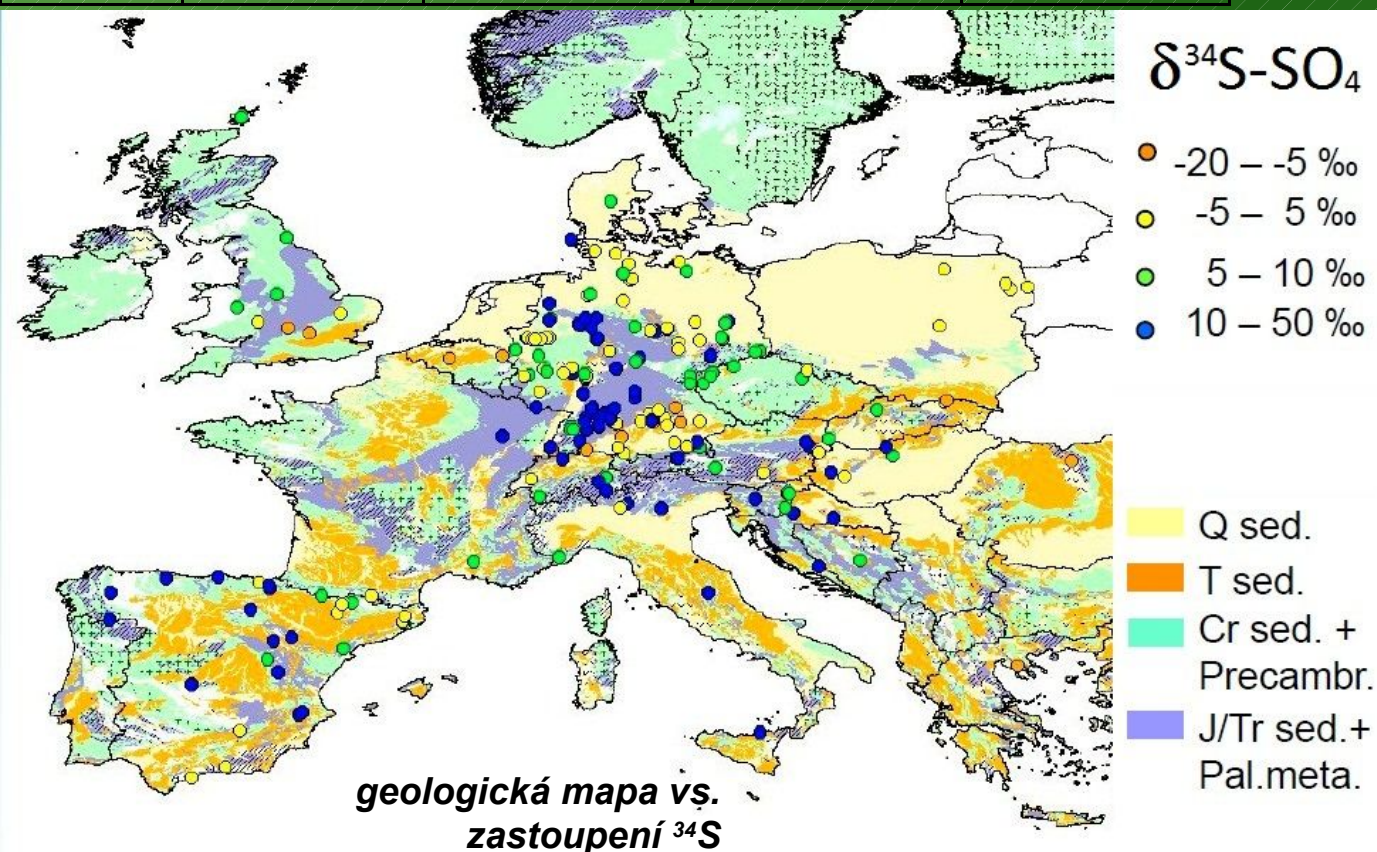 δ³⁴S-SO₄
-20 – -5 ‰
-5 – 5 ‰
5 – 10 ‰
10 – 50 ‰
Q sed.
T sed.
Cr sed. +
Precambr.
J/Tr sed.+
Pal.meta.
geologická mapa vs.
zastoupení ³⁴S